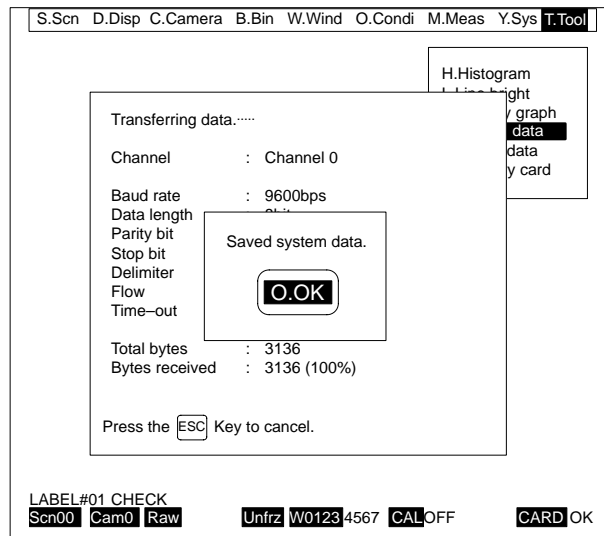 S.Scn D.Disp C.Camera B.Bin W.Wind O.Condi M.Meas Y.Sys T.Tool
H.Histogram
graph
data
data
card
Transferring data.·····
Channel : Channel 0
Baud rate : 9600bps
Data length
Parity bit
Stop bit
Delimiter
Flow
Time–out
Saved system data.
O.OK
Total bytes : 3136
Bytes received : 3136 (100%)
Press the ESC Key to cancel.
LABEL#01 CHECK
Scn00 Cam0 Raw Unfrz W0123 4567 CAL OFF CARD OK